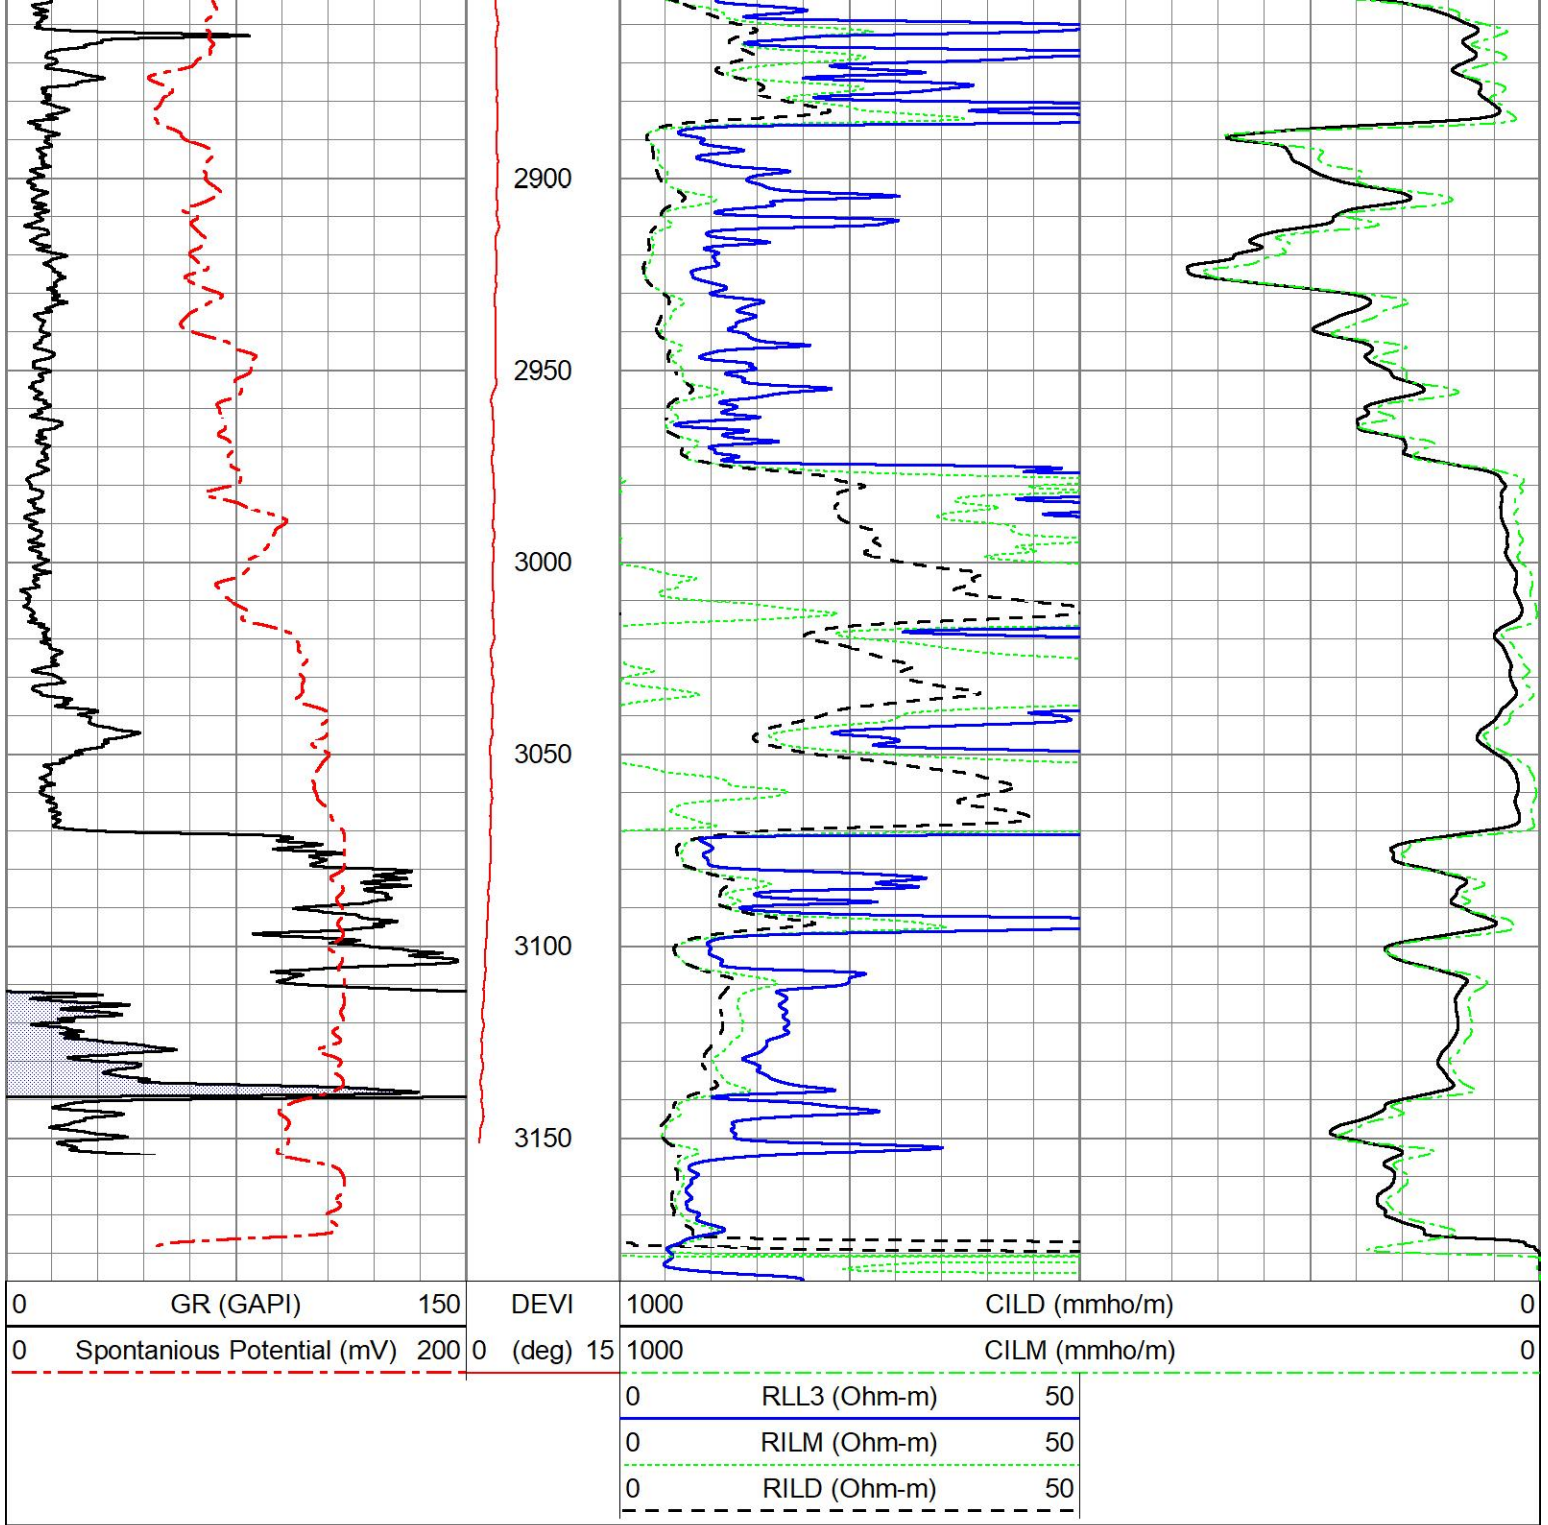 2900
2950
3000
3050
3100
3150
0 GR (GAPI) 150 DEVI 1000 CILD (mmho/m) 0
0 Spontanious Potential (mV) 200 0 (deg) 15 1000 CILM (mmho/m) 0
0 RLL3 (Ohm-m) 50
0 RILM (Ohm-m) 50
0 RILD (Ohm-m) 50